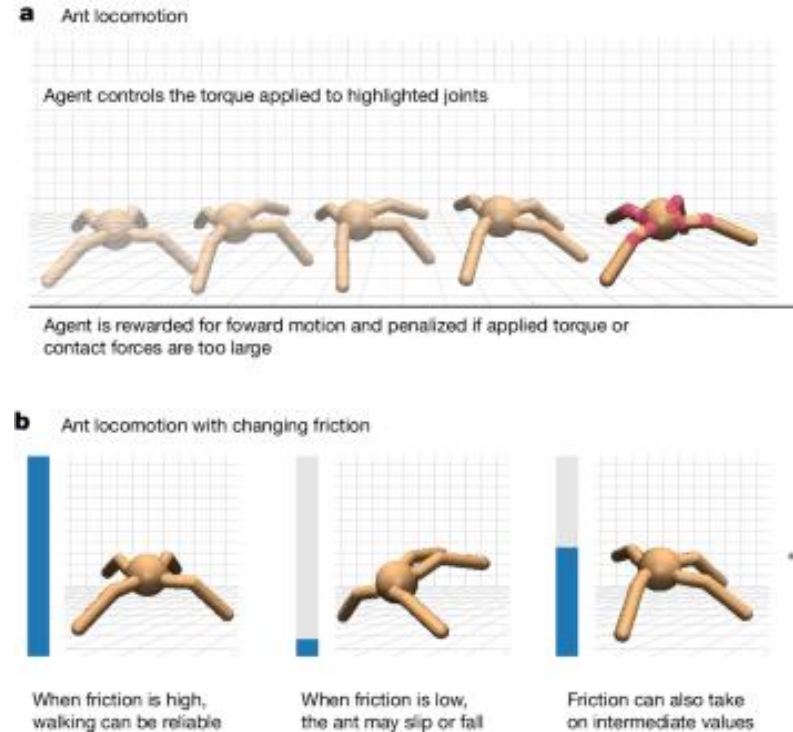 a Ant locomotion
Agent controls the torque applied to highlighted joints
Agent is rewarded for foward motion and penalized if applied torque or
contact forces are too large
b Ant locomotion with changing friction
When friction is high,
walking can be reliable
When friction is low,
the ant may slip or fall
Friction can also take
on intermediate values